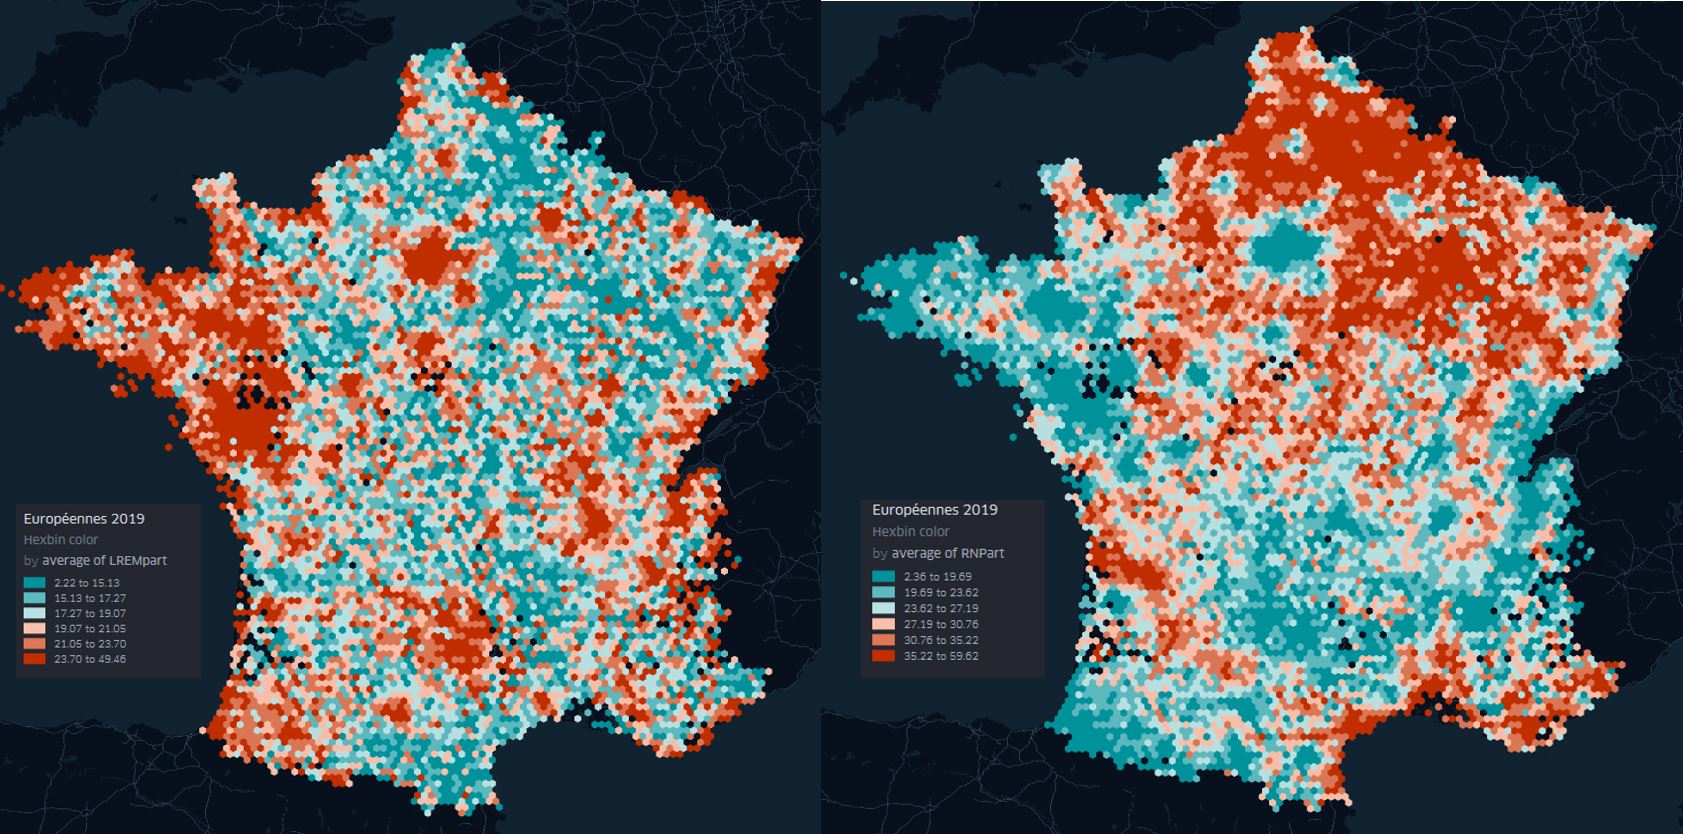 Européennes 2019
Hexbin color
by average of LREMpart
2.22 to 15.13
15.13 to 17.27
17.27 to 19.07
19.07 to 21.05
21.05 to 23.70
23.70 to 49.46
Européennes 2019
Hexbin color
by average of RNPart
2.36 to 19.69
19.69 to 23.62
23.62 to 27.19
27.19 to 30.76
30.76 to 35.22
35.22 to 59.62